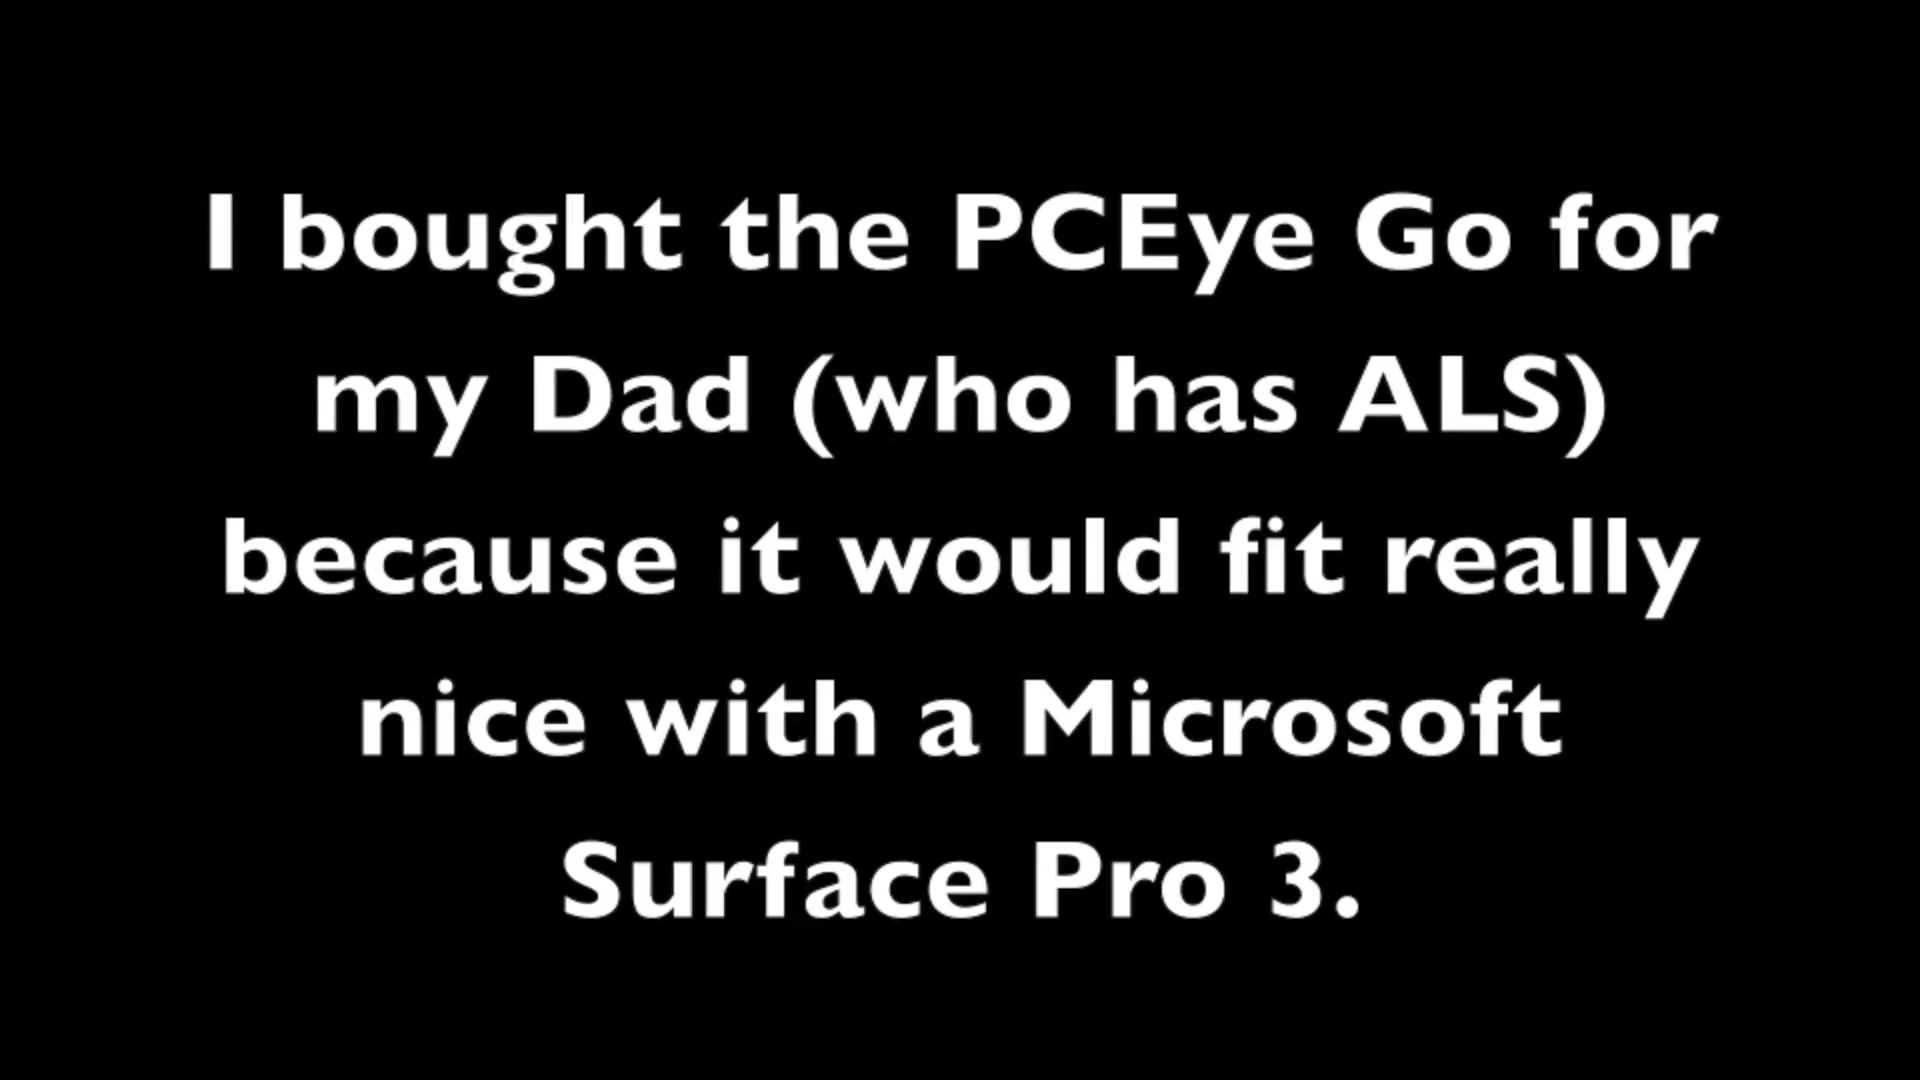 I bought the PCEye Go for
my Dad (who has ALS)
because it would fit really
nice with a Microsoft
Surface Pro 3.